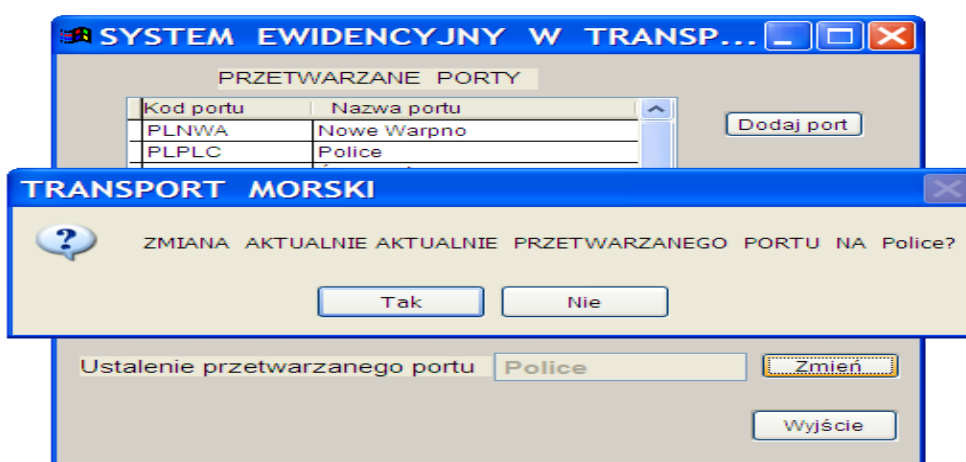 SYSTEM EWIDENCYJNY W TRANSP...
PRZETWARZANE PORTY
Kod portu Nazwa portu
Dodaj port
PLNWA Nowe Warpno
PLPLC Police
TRANSPORT MORSKI
ZMIANA AKTUALNIE AKTUALNIE PRZETWARZANEGO PORTU NA Police?
Tak Nie
Ustalenie przetwarzanego portu Police Zmień
Wyjście